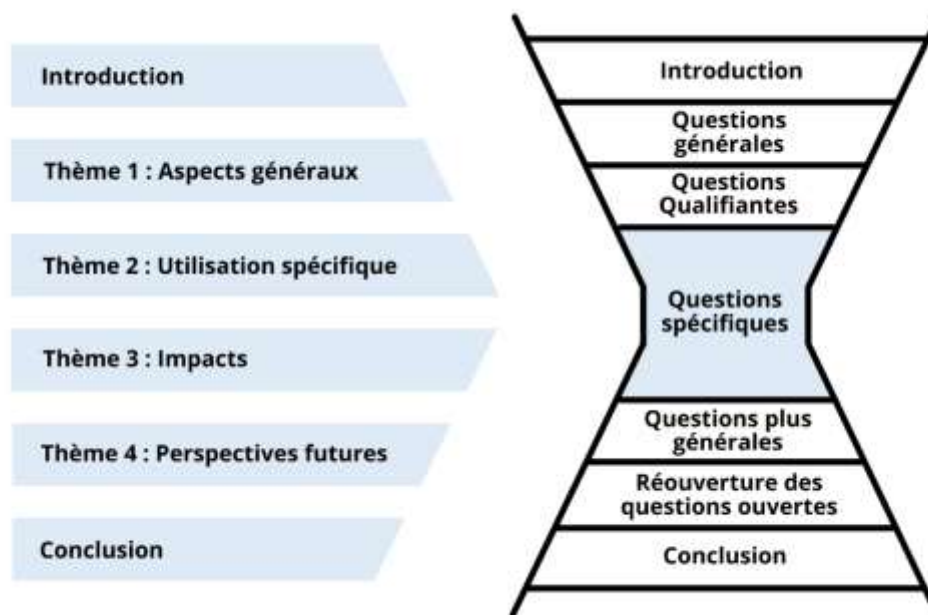 Introduction
Thème 1 : Aspects généraux
Thème 2 : Utilisation spécifique
Thème 3 : Impacts
Thème 4 : Perspectives futures
Conclusion
Introduction
Questions
générales
Questions
Qualifiantes
Questions
spécifiques
Questions plus
générales
Réouverture des
questions ouvertes
Conclusion